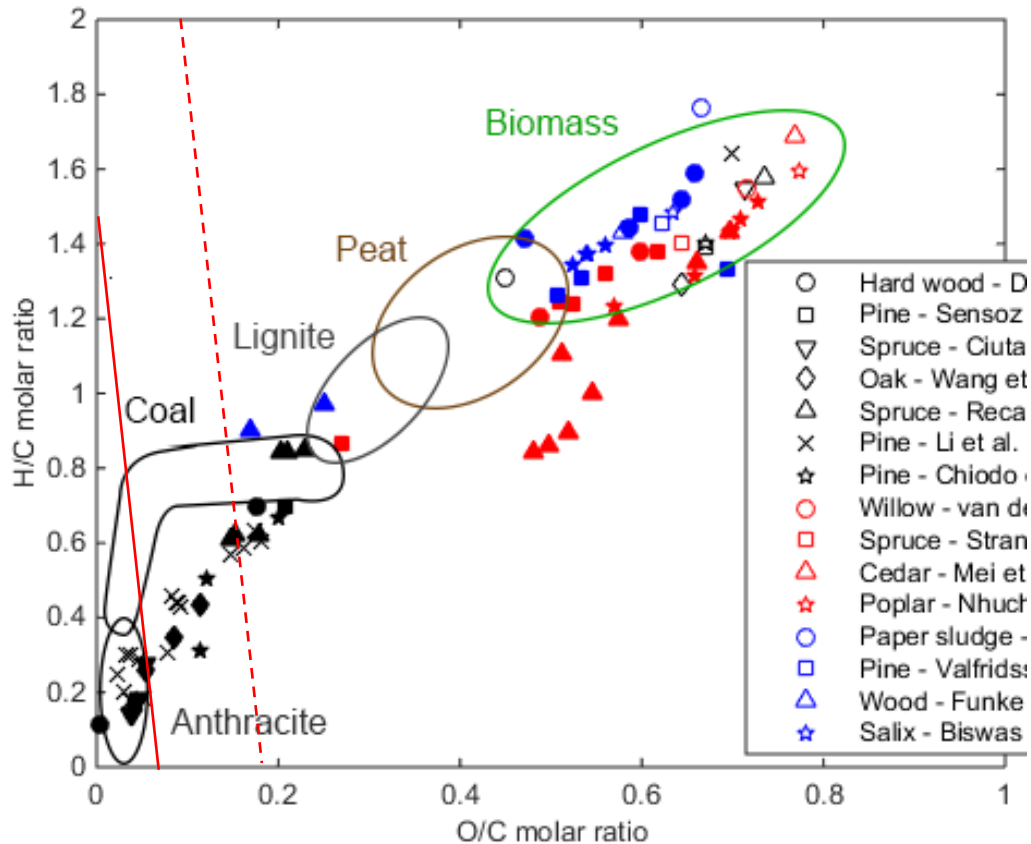 2
1.8
1.6
1.4
1.2
1
0.8
0.6
0.4
0.2
0
H/C molar ratio
Biomass
Peat
Lignite
Coal
Anthracite
Hard wood - D
Pine - Sensoz
Spruce - Ciuta
Oak - Wang et
Spruce - Reca
Pine - Li et al.
Pine - Chiodo
Willow - van de
Spruce - Stran
Cedar - Mei et
Poplar - Nhuch
Paper sludge -
Pine - Valfridss
Wood - Funke
Salix - Biswas
0 0.2 0.4 0.6 0.8 1
O/C molar ratio